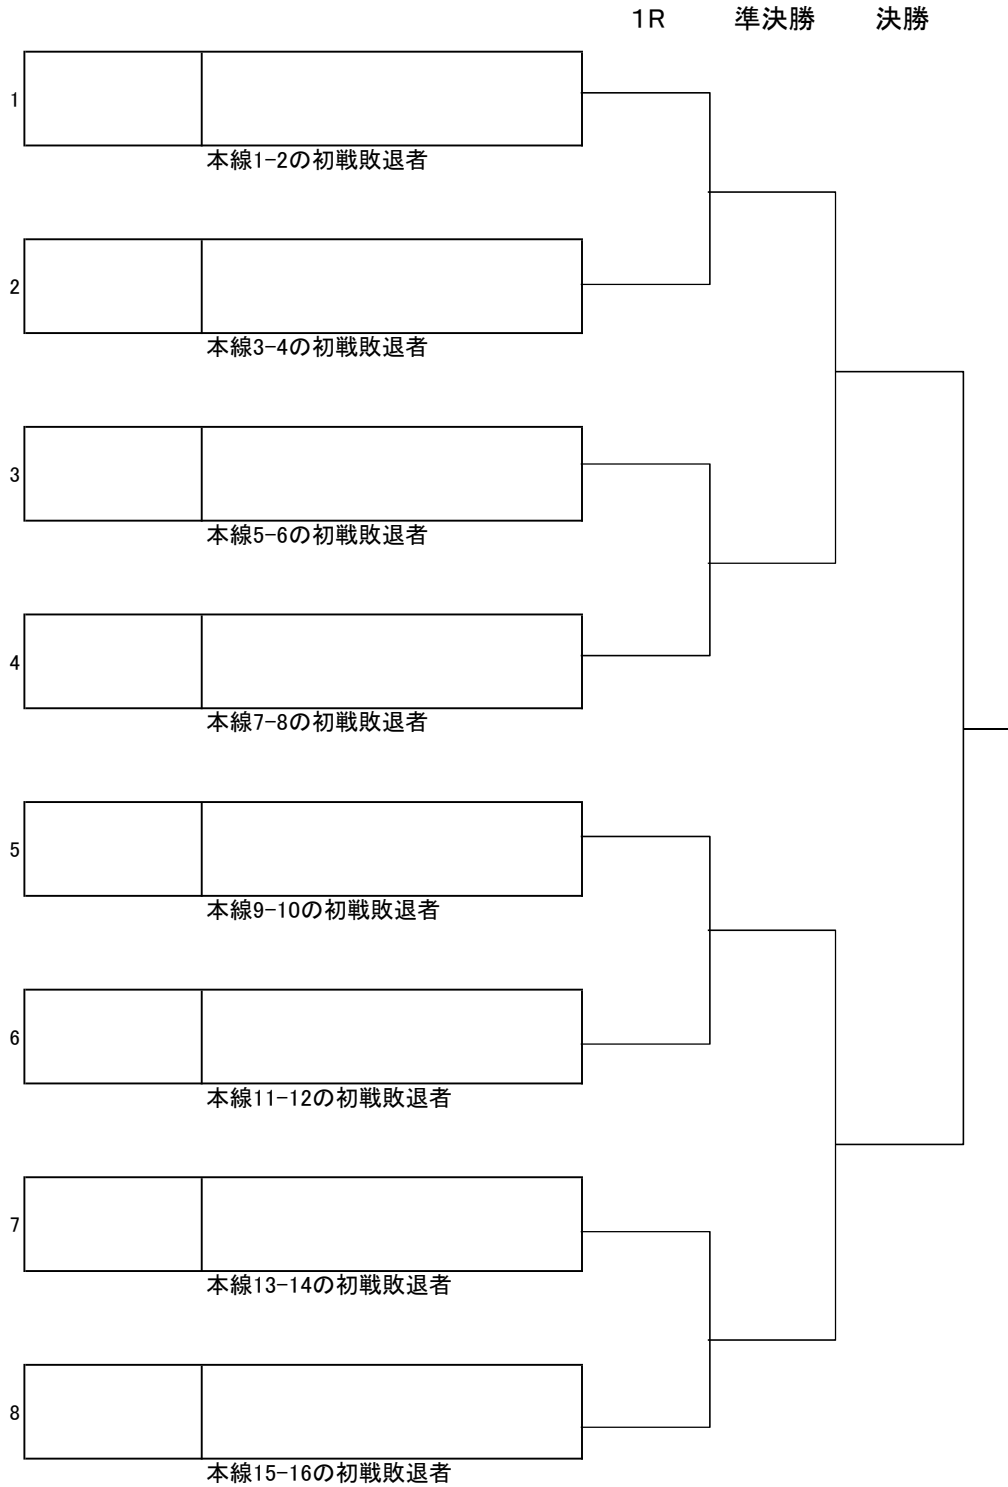 1R 準決勝 決勝
1
本線1-2の初戦敗退者
2
本線3-4の初戦敗退者
3
本線5-6の初戦敗退者
4
本線7-8の初戦敗退者
5
本線9-10の初戦敗退者
6
本線11-12の初戦敗退者
7
本線13-14の初戦敗退者
8
本線15-16の初戦敗退者